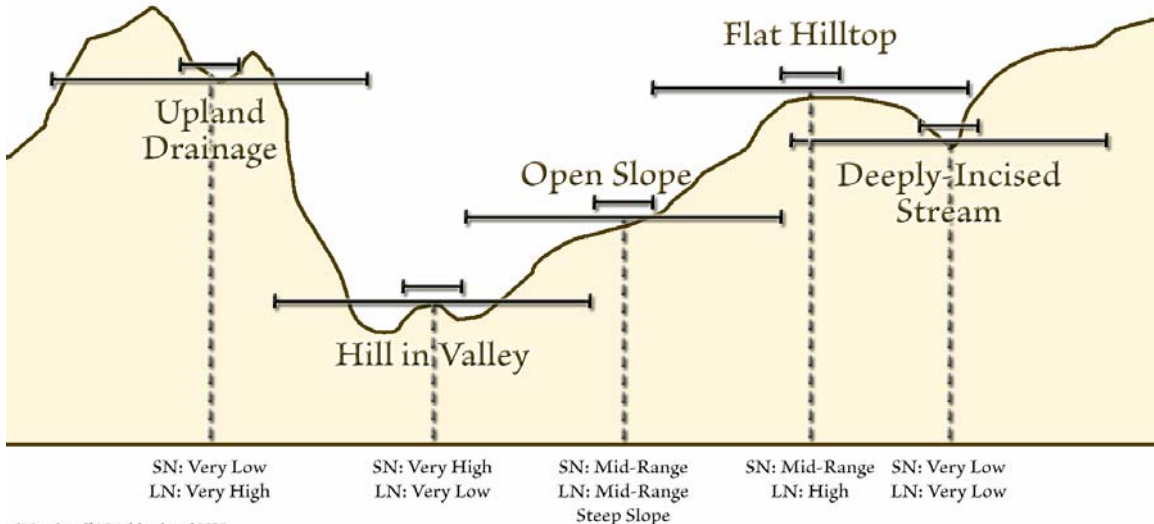 Flat Hilltop
Upland
Drainage
Open Slope
Deeply-Incised
Stream
Hill in Valley
SN: Very Low
LN: Very High
SN: Very High
LN: Very Low
SN: Mid-Range
LN: Mid-Range
Steep Slope
SN: Mid-Range
LN: High
SN: Very Low
LN: Very Low